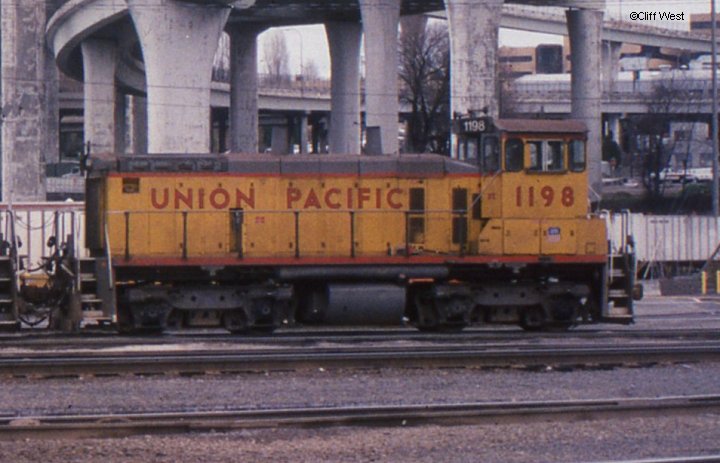 ©Cliff West
1198
UNION PACIFIC
1198